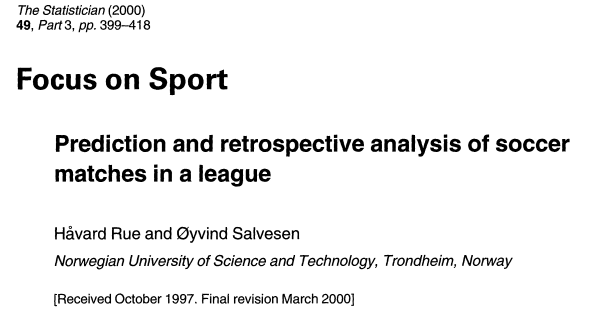 The Statistician (2000)
49, Part 3, pp. 399–418
Focus on Sport
Prediction and retrospective analysis of soccer
matches in a league
Håvard Rue and Øyvind Salvesen
Norwegian University of Science and Technology, Trondheim, Norway
[Received October 1997. Final revision March 2000]